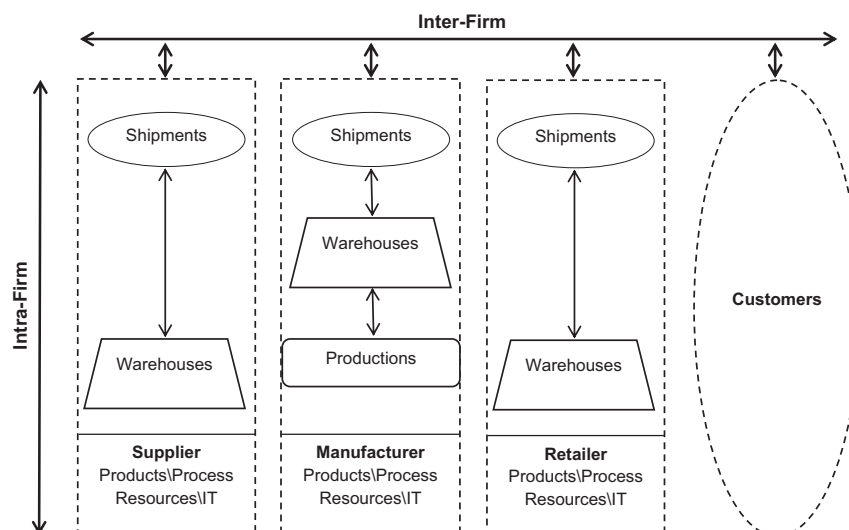 Inter-Firm
Intra-Firm
Shipments
Warehouses
Supplier
Products\Process
Resources\IT
Shipments
Warehouses
Productions
Manufacturer
Products\Process
Resources\IT
Shipments
Warehouses
Retailer
Products\Process
Resources\IT
Customers